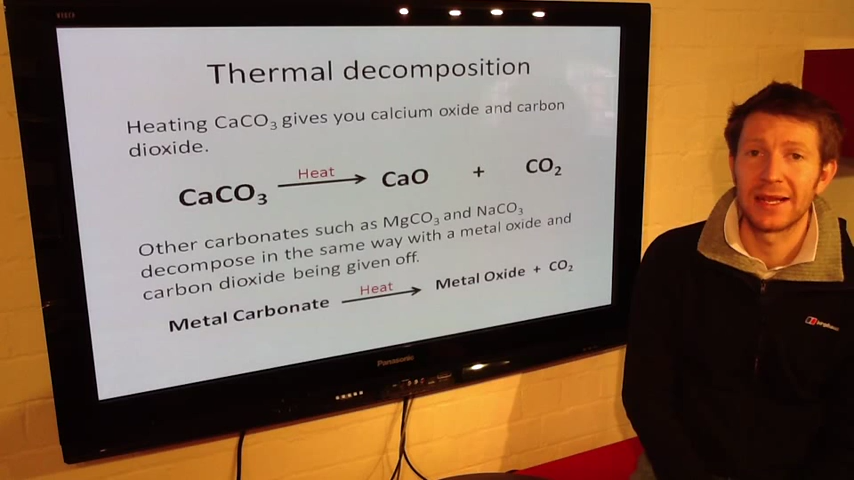 Thermal decomposition
Heating CaCO₃ gives you calcium oxide and carbon
dioxide.
Heat
CaCO₃ → CaO + CO₂
Other carbonates such as MgCO₃ and NaCO₃
decompose in the same way with a metal oxide and
carbon dioxide being given off.
Heat
Metal Carbonate → Metal Oxide + CO₂
Panasonic